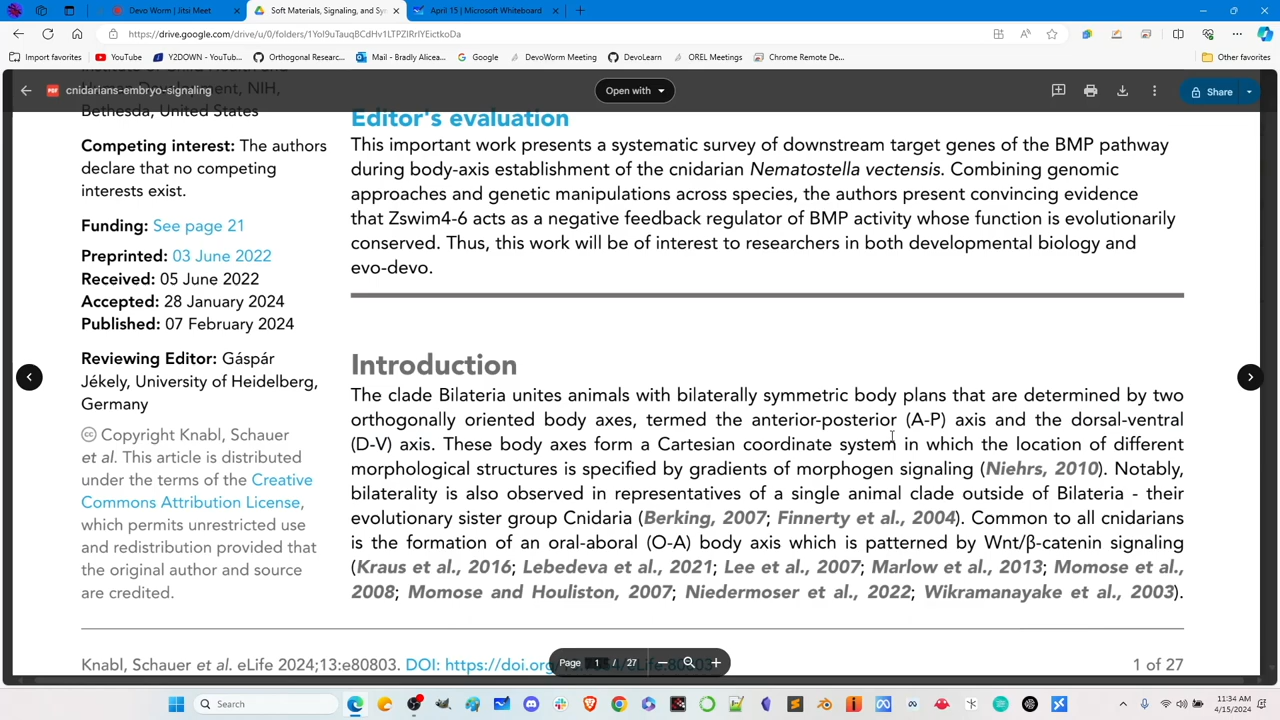 Devo Worm | Jitsi Meet
Soft Materials, Signaling, and Sy
April 15 | Microsoft Whiteboard
https://drive.google.com/drive/u/0/folders/1Yol9uTauqBCdHv1LTPZlRrIYEictkoDa
Import favorites
YouTube
Y2DOWN - YouTub...
Orthogonal Researc...
Mail - Bradly Alicea...
Google
DevoWorm Meeting
DevoLearn
OREL Meetings
Chrome Remote De...
Other favorites
cnidarians-embryo-signaling
Open with
Share
Bethesda, United States
Competing interest: The authors
declare that no competing
interests exist.
Funding: See page 21
Preprinted: 03 June 2022
Received: 05 June 2022
Accepted: 28 January 2024
Published: 07 February 2024
Reviewing Editor: Gáspár
Jékely, University of Heidelberg,
Germany
Copyright Knabl, Schauer
et al. This article is distributed
under the terms of the Creative
Commons Attribution License,
which permits unrestricted use
and redistribution provided that
the original author and source
are credited.
Editor's evaluation
This important work presents a systematic survey of downstream target genes of the BMP pathway
during body-axis establishment of the cnidarian Nematostella vectensis. Combining genomic
approaches and genetic manipulations across species, the authors present convincing evidence
that Zswim4-6 acts as a negative feedback regulator of BMP activity whose function is evolutionarily
conserved. Thus, this work will be of interest to researchers in both developmental biology and
evo-devo.
Introduction
The clade Bilateria unites animals with bilaterally symmetric body plans that are determined by two
orthogonally oriented body axes, termed the anterior-posterior (A-P) axis and the dorsal-ventral
(D-V) axis. These body axes form a Cartesian coordinate system in which the location of different
morphological structures is specified by gradients of morphogen signaling (Niehrs, 2010). Notably,
bilaterality is also observed in representatives of a single animal clade outside of Bilateria - their
evolutionary sister group Cnidaria (Berking, 2007; Finnerty et al., 2004). Common to all cnidarians
is the formation of an oral-aboral (O-A) body axis which is patterned by Wnt/β-catenin signaling
(Kraus et al., 2016; Lebedeva et al., 2021; Lee et al., 2007; Marlow et al., 2013; Momose et al.,
2008; Momose and Houliston, 2007; Niedermoser et al., 2022; Wikramanayake et al., 2003).
Knabl, Schauer et al. eLife 2024;13:e80803. DOI: https://doi.org
1 of 27
Page 1 / 27
Search
11:34 AM
4/15/2024